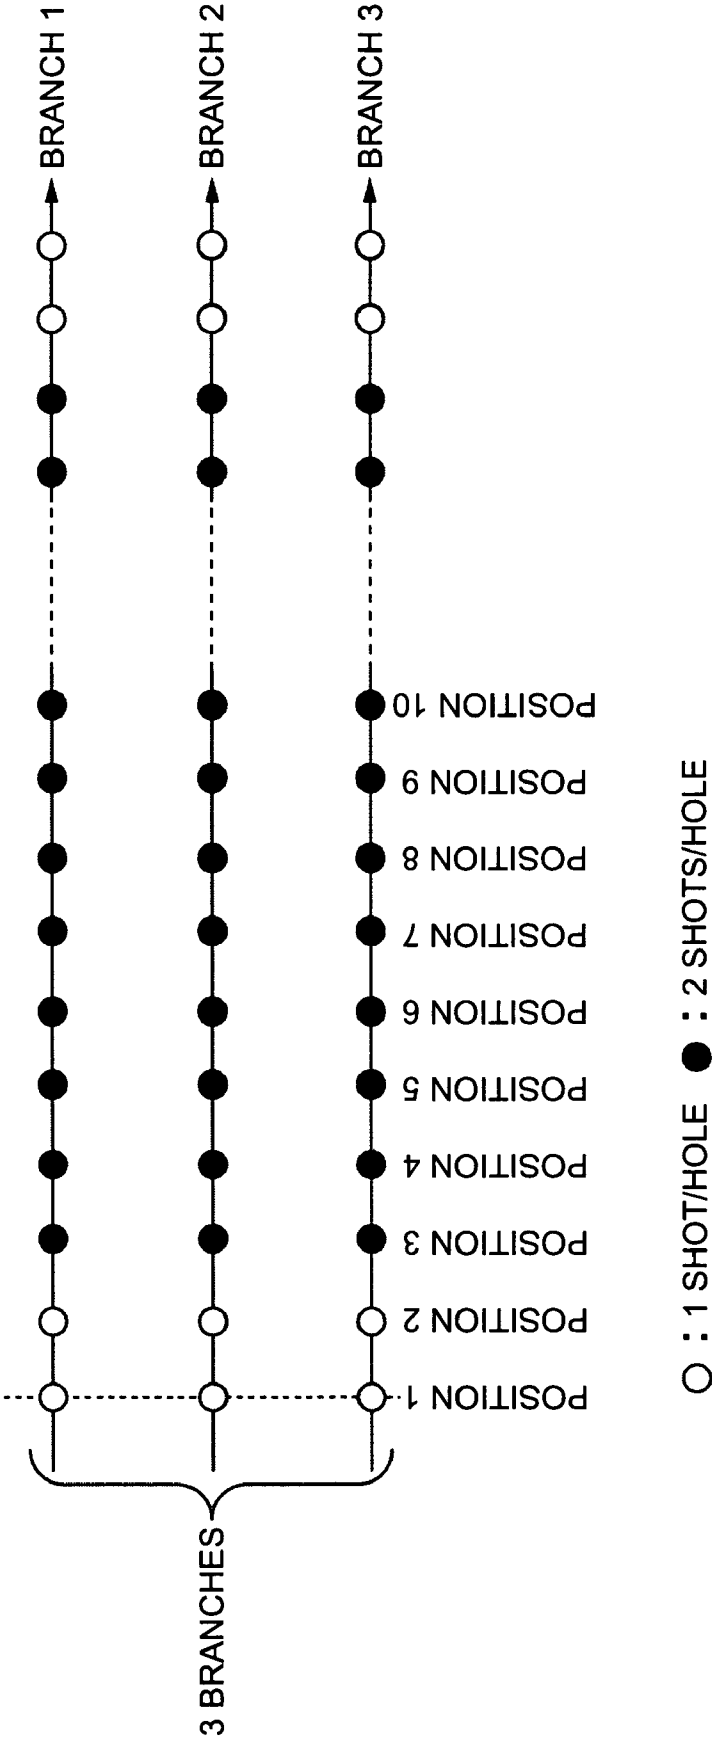 3 BRANCHES
BRANCH 1
BRANCH 2
BRANCH 3
POSITION 1
POSITION 2
POSITION 3
POSITION 4
POSITION 5
POSITION 6
POSITION 7
POSITION 8
POSITION 9
POSITION 10
: 1 SHOT/HOLE : 2 SHOTS/HOLE